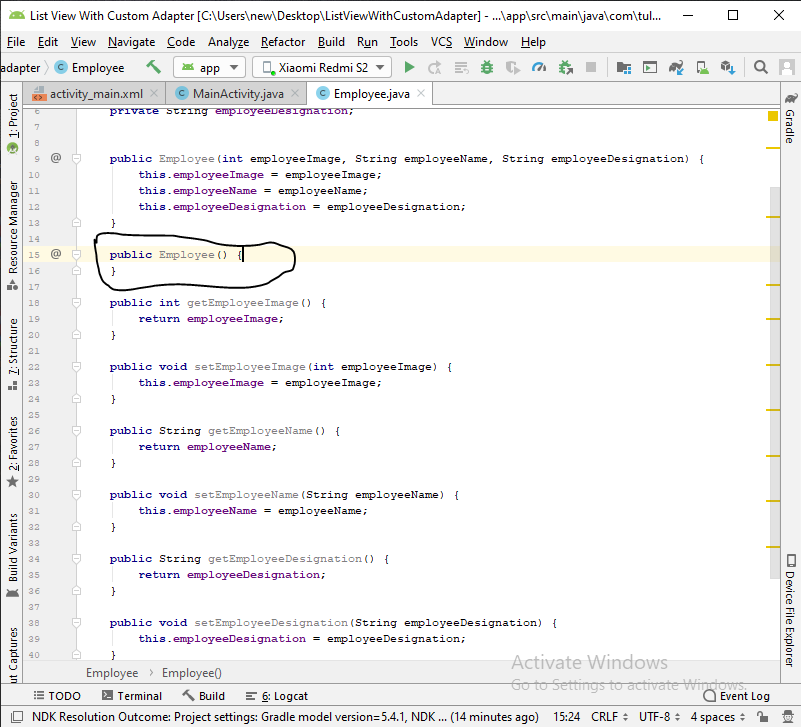 List View With Custom Adapter [C:\Users\new\Desktop\ListViewWithCustomAdapter] - ...\app\src\main\java\com\tul...
File Edit View Navigate Code Analyze Refactor Build Run Tools VCS Window Help
adapter Employee app Xiaomi Redmi S2
activity_main.xml MainActivity.java Employee.java
1: Project
Resource Manager
7: Structure
2: Favorites
Build Variants
ut Captures
6 private String employeeDesignation;
7
8
9 @ public Employee(int employeeImage, String employeeName, String employeeDesignation) {
10 this.employeeImage = employeeImage;
11 this.employeeName = employeeName;
12 this.employeeDesignation = employeeDesignation;
13 }
14
15 @ public Employee() {
16 }
17
18 public int getEmployeeImage() {
19 return employeeImage;
20 }
21
22 public void setEmployeeImage(int employeeImage) {
23 this.employeeImage = employeeImage;
24 }
25
26 public String getEmployeeName() {
27 return employeeName;
28 }
29
30 public void setEmployeeName(String employeeName) {
31 this.employeeName = employeeName;
32 }
33
34 public String getEmployeeDesignation() {
35 return employeeDesignation;
36 }
37
38 public void setEmployeeDesignation(String employeeDesignation) {
39 this.employeeDesignation = employeeDesignation;
40 }
Gradle
Device File Explorer
Activate Windows
Go to Settings to activate Windows.
Employee > Employee()
TODO Terminal Build 6: Logcat Event Log
NDK Resolution Outcome: Project settings: Gradle model version=5.4.1, NDK ... (14 minutes ago) 15:24 CRLF UTF-8 4 spaces